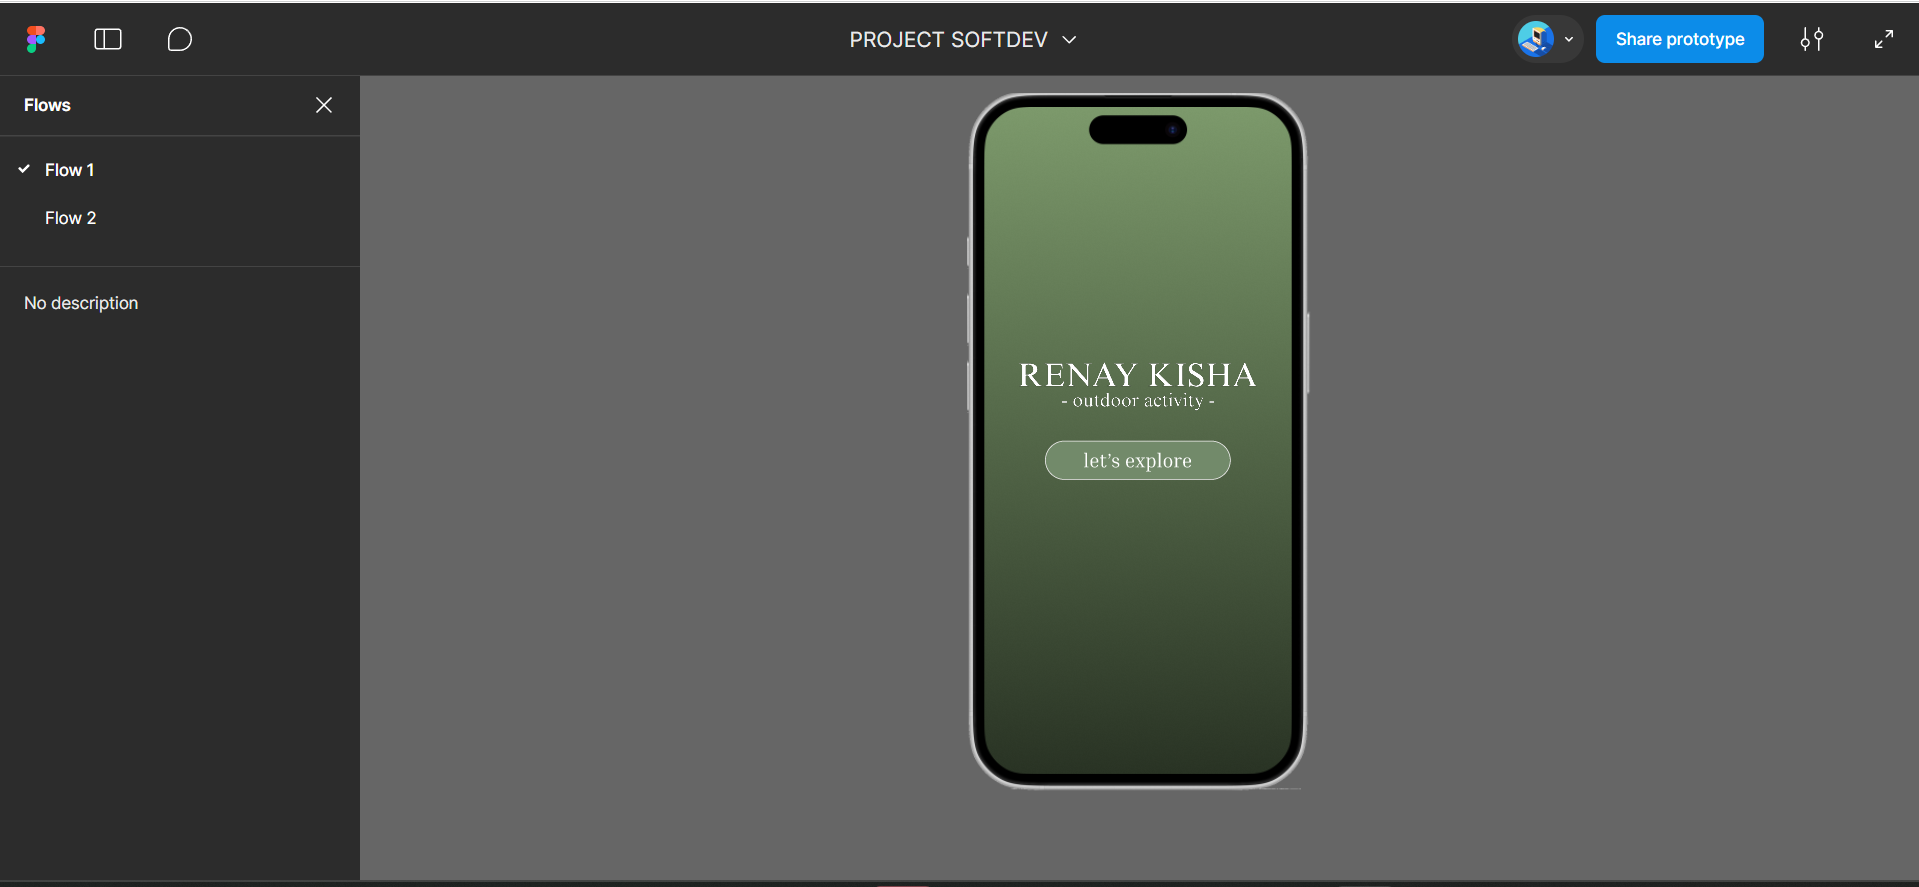 PROJECT SOFTDEV
Share prototype
Flows
Flow 1
Flow 2
No description
RENAY KISHA
- outdoor activity -
let’s explore